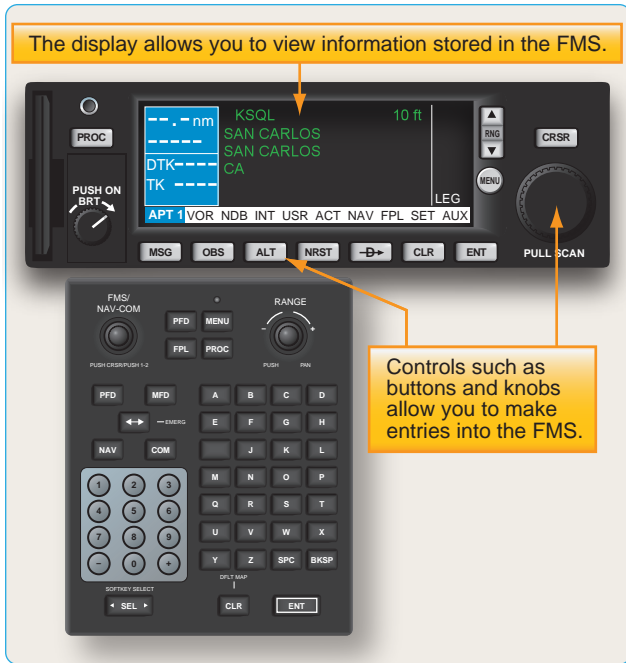 The display allows you to view information stored in the FMS.
PROC
PUSH ON
BRT
--.-nm
-----
DTK----
TK ----
KSQL 10 ft
SAN CARLOS
SAN CARLOS
CA
LEG
APT 1 VOR NDB INT USR ACT NAV FPL SET AUX
RNG
MENU
CRSR
PULL SCAN
MSG OBS ALT NRST D CLR ENT
Controls such as
buttons and knobs
allow you to make
entries into the FMS.
FMS/
NAV-COM
PUSH CRSR/PUSH 1-2
PFD MENU
FPL PROC
RANGE
- +
PUSH PAN
PFD MFD
EMERG
NAV COM
1 2 3
4 5 6
7 8 9
- 0 +
SOFTKEY SELECT
SEL
A B C D
E F G H
J K L
M N O P
Q R S T
U V W X
Y Z SPC BKSP
DFLT MAP
CLR ENT